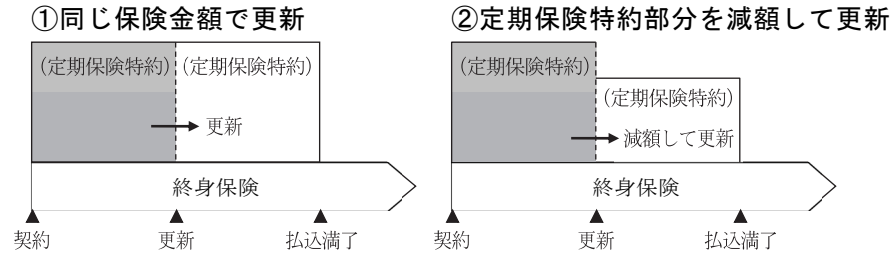 ①同じ保険金額で更新
(定期保険特約)
(定期保険特約)
更新
終身保険
契約
更新
払込満了
②定期保険特約部分を減額して更新
(定期保険特約)
(定期保険特約)
減額して更新
終身保険
契約
更新
払込満了